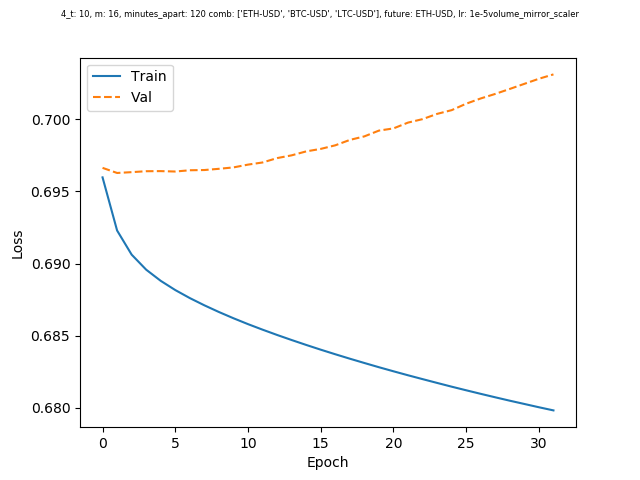 4_t: 10, m: 16, minutes_apart: 120 comb: ['ETH-USD', 'BTC-USD', 'LTC-USD'], future: ETH-USD, lr: 1e-5volume_mirror_scaler
Train
Val
0.700
0.695
0.690
0.685
0.680
Loss
0 5 10 15 20 25 30
Epoch